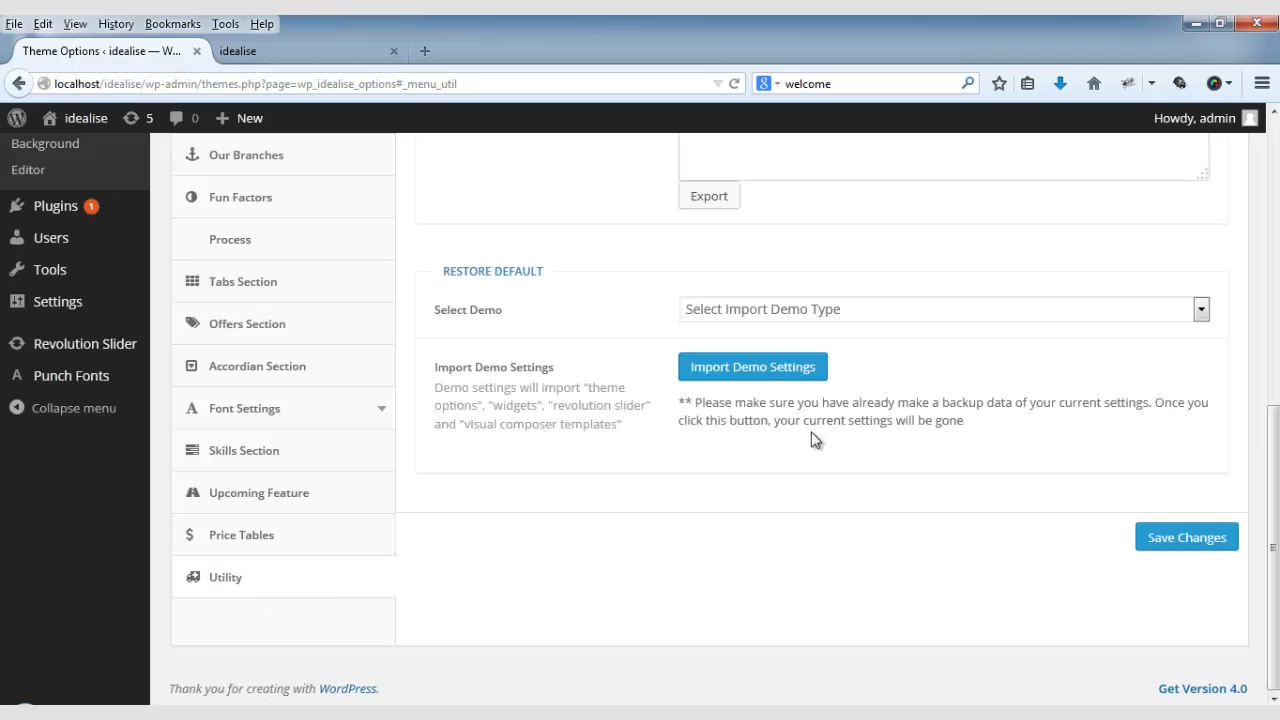 File Edit View History Bookmarks Tools Help
Theme Options ‹ idealise — W...
idealise
localhost/idealise/wp-admin/themes.php?page=wp_idealise_options#_menu_util
welcome
idealise 5 0 New
Howdy, admin
Background
Editor
Plugins 1
Users
Tools
Settings
Revolution Slider
Punch Fonts
Collapse menu
Our Branches
Fun Factors
Process
Tabs Section
Offers Section
Accordian Section
Font Settings
Skills Section
Upcoming Feature
Price Tables
Utility
Export
RESTORE DEFAULT
Select Demo
Select Import Demo Type
Import Demo Settings
Demo settings will import "theme
options", "widgets", "revolution slider"
and "visual composer templates"
Import Demo Settings
** Please make sure you have already make a backup data of your current settings. Once you
click this button, your current settings will be gone
Save Changes
Thank you for creating with WordPress.
Get Version 4.0